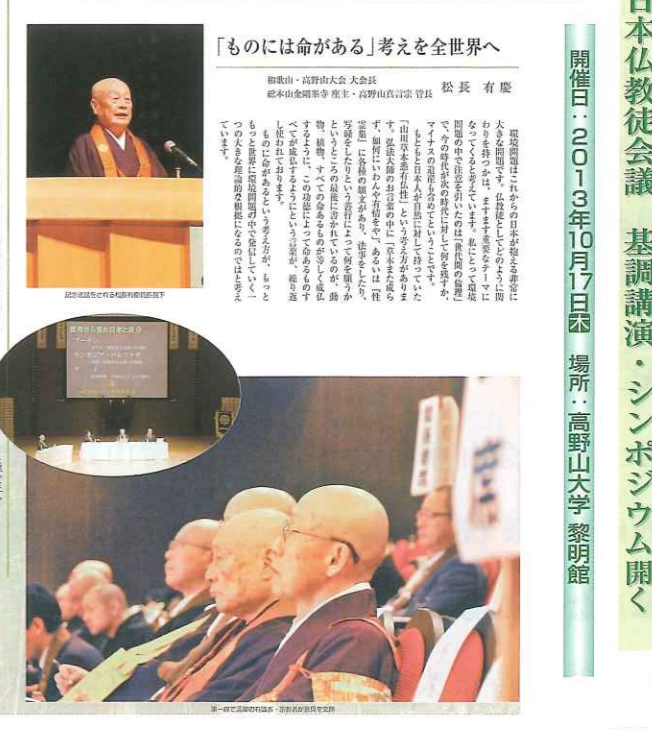 日本仏教徒会議 基調講演・シンポジウム開く
開催日：2013年10月17日木 場所：高野山大学 黎明館
「ものには命がある」考えを全世界へ
和歌山・高野山大会 大会長
総本山金剛峯寺 座主・高野山真言宗 管長 松長 有慶
環境問題はこれからの日本が抱える非常に
大きな問題です。仏教徒としてどのように関
わりを持つかは、ますます重要なテーマに
なってくると考えています。私にとって環境
問題の中で注意を引いたのは「世代間の倫理」
で、今の時代が次の時代に対して何を残すか、
マイナスの遺産も含めてということです。
もともと日本人が自然に対して持っていた
「山川草木悉有仏性」という考え方がありま
す。弘法大師のお言葉の中に「草木また成ら
ず、如何にいわんや有情をや」、あるいは「性
霊集」に各種の願文があり、法事をしたり、
写経をしたりという善行によって何を願うか
というところの最後に書かれているのが、動
物、植物、すべての命あるものが等しく成仏
するように、この功徳によって命あるものす
べてが成仏するようにという言葉が、繰り返
し使われております。
ものに命があるという考え方が、もっと
もっと世界に環境問題の中で発信していく一
つの大きな理論的な根拠になるのではと考え
ています。
記念法話をされる松長有慶管長猊下
第一線で活躍の有識者・宗教者が意見を交換
席